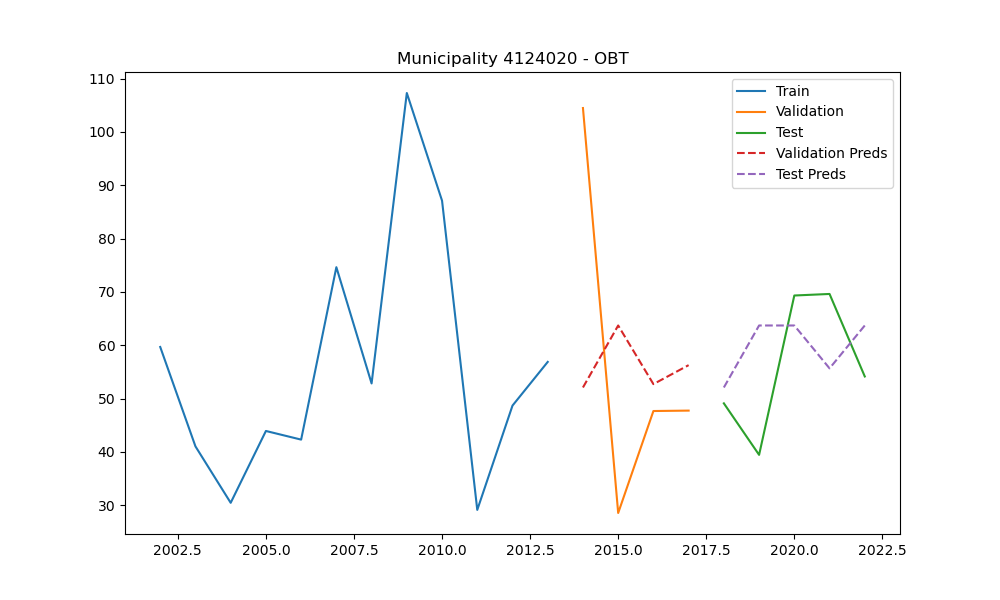 Municipality 4124020 - OBT
110
100
90
80
70
60
50
40
30
Train
Validation
Test
Validation Preds
Test Preds
2002.5 2005.0 2007.5 2010.0 2012.5 2015.0 2017.5 2020.0 2022.5